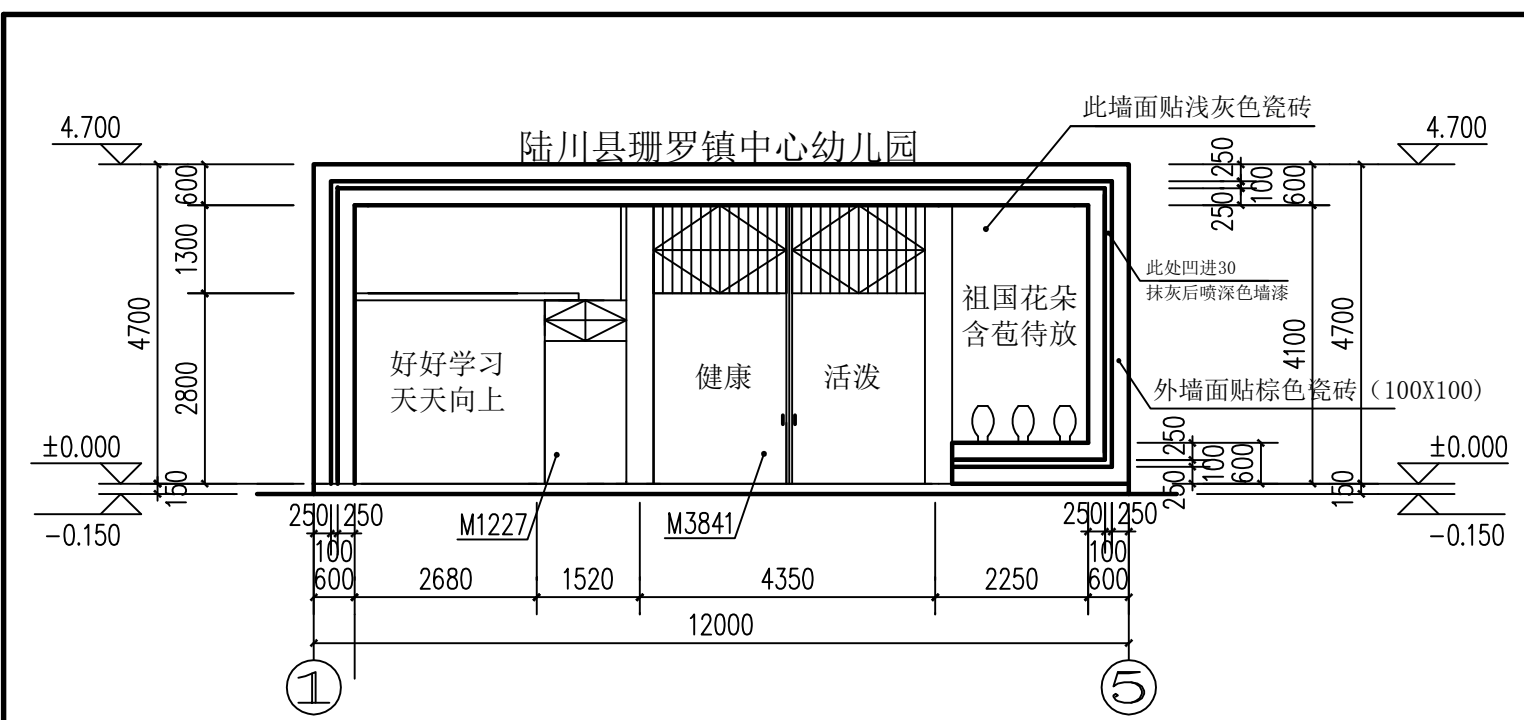 此墙面贴浅灰色瓷砖
4.700
陆川县珊罗镇中心幼儿园
4.700
600
250
100
600
250
1300
此处凹进30
抹灰后喷深色墙漆
4700
祖国花朵
含苞待放
4100
4700
好好学习
天天向上
健康
活泼
2800
外墙面贴棕色瓷砖（100X100）
±0.000
250
100
600
250
±0.000
150
150
-0.150
-0.150
250
250
M1227
M3841
250
250
100
100
600
2680
1520
4350
2250
600
12000
1
5